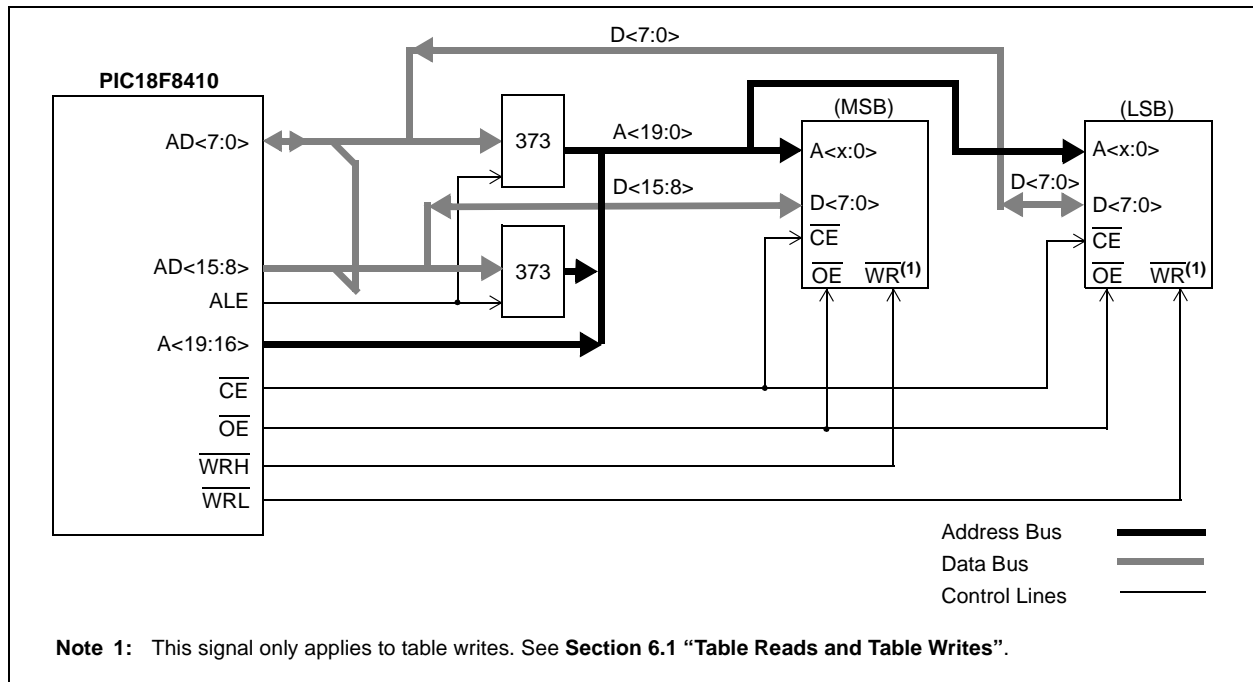 D<7:0>
PIC18F8410
AD<7:0>
373
A<19:0>
(MSB)
A<x:0>
D<7:0>
CE
OE WR(1)
(LSB)
A<x:0>
D<7:0>
D<7:0>
CE
OE WR(1)
D<15:8>
AD<15:8>
373
ALE
A<19:16>
CE
OE
WRH
WRL
Address Bus
Data Bus
Control Lines
Note 1: This signal only applies to table writes. See Section 6.1 “Table Reads and Table Writes”.